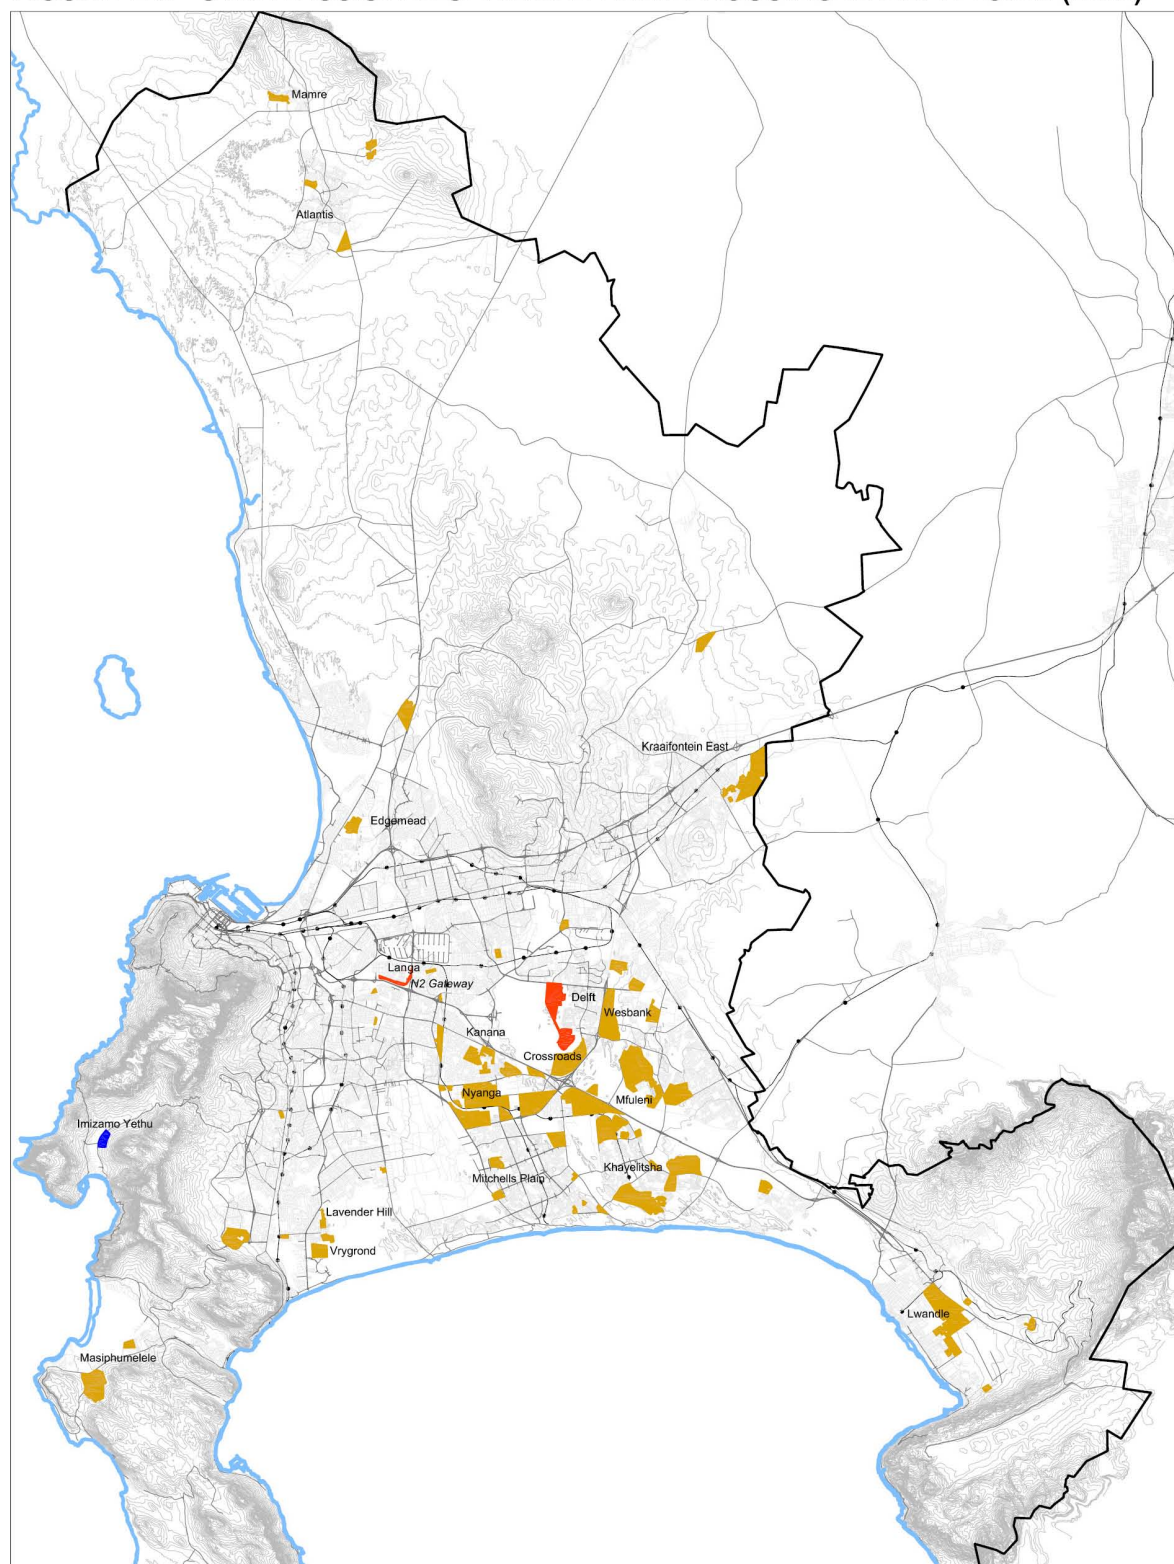 Mamre
Atlantis
Kraaifontein East
Edgemead
Langa
N2 Gateway
Delft
Wesbank
Kanana
Crossroads
Nyanga
Mfuleni
Imizamo Yethu
Khayelitsha
Mitchells Plain
Lavender Hill
Vrygrond
Lwandle
Masiphumelele